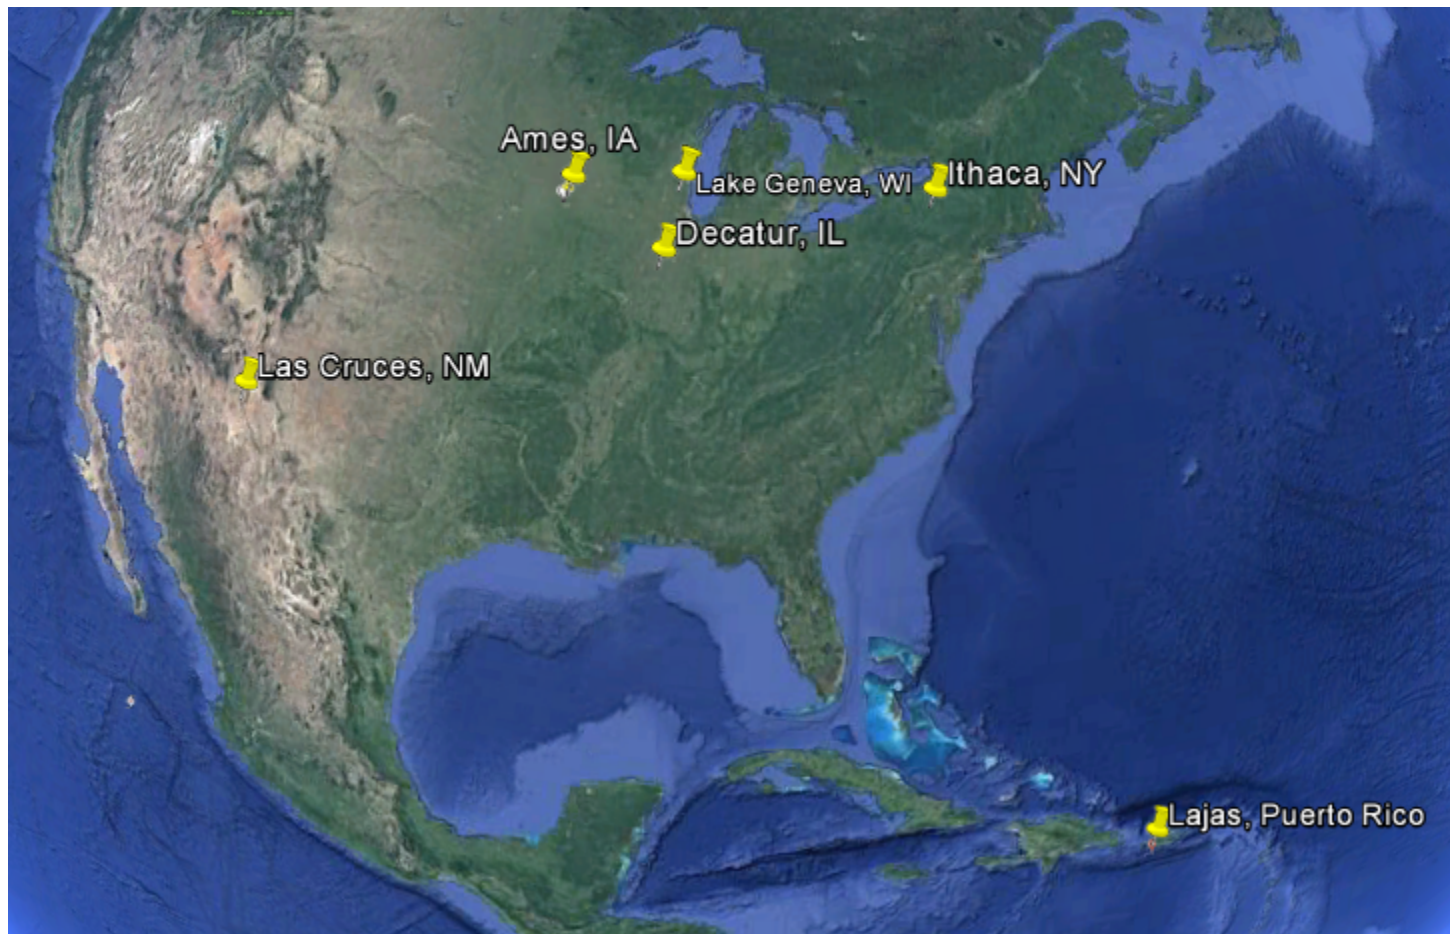 Ames, IA
Lake Geneva, WI
Ithaca, NY
Decatur, IL
Las Cruces, NM
Lajas, Puerto Rico